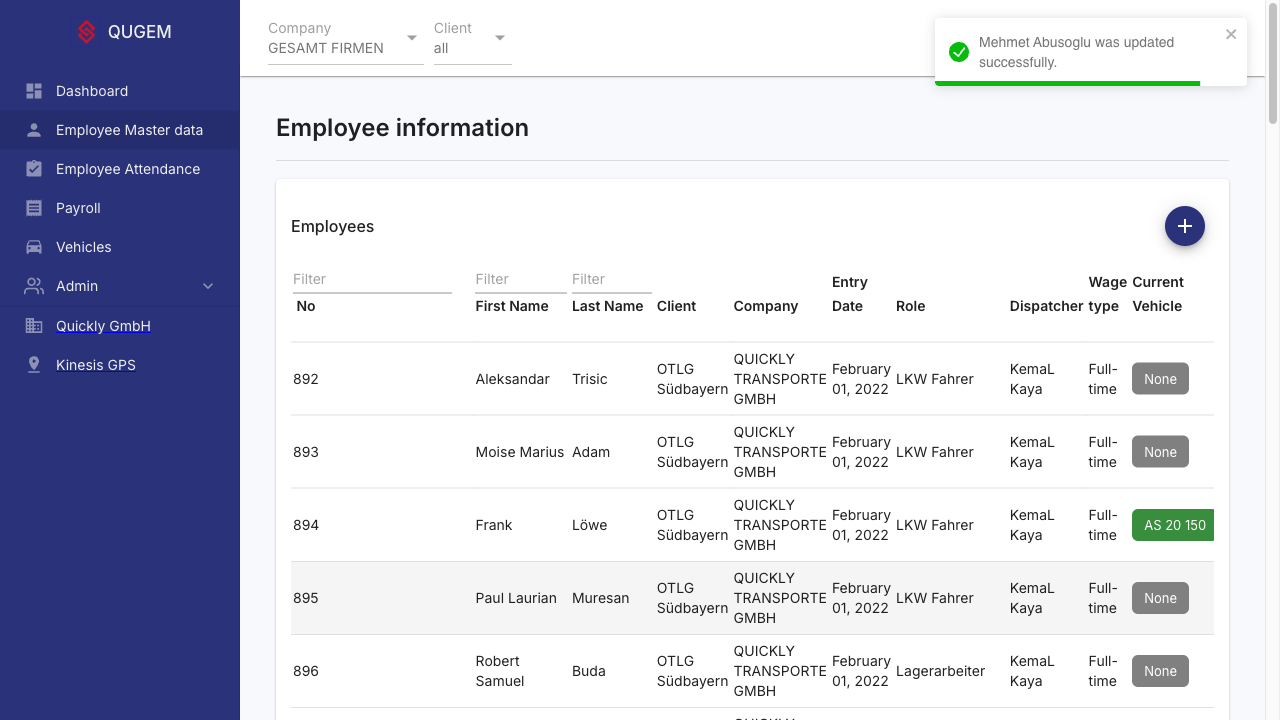 QUGEM
Dashboard
Employee Master data
Employee Attendance
Payroll
Vehicles
Admin
Quickly GmbH
Kinesis GPS
Company
GESAMT FIRMEN
Client
all
Mehmet Abusoglu was updated
successfully.
Employee information
Employees
Filter Filter Filter
No First Name Last Name Client Company Entry Date Role Dispatcher Wage type Current Vehicle
892 Aleksandar Trisic OTLG Südbayern QUICKLY TRANSPORTE GMBH February 01, 2022 LKW Fahrer KemaL Kaya Full-time None
893 Moise Marius Adam OTLG Südbayern QUICKLY TRANSPORTE GMBH February 01, 2022 LKW Fahrer KemaL Kaya Full-time None
894 Frank Löwe OTLG Südbayern QUICKLY TRANSPORTE GMBH February 01, 2022 LKW Fahrer KemaL Kaya Full-time AS 20 150
895 Paul Laurian Muresan OTLG Südbayern QUICKLY TRANSPORTE GMBH February 01, 2022 LKW Fahrer KemaL Kaya Full-time None
896 Robert Samuel Buda OTLG Südbayern QUICKLY TRANSPORTE GMBH February 01, 2022 Lagerarbeiter KemaL Kaya Full-time None